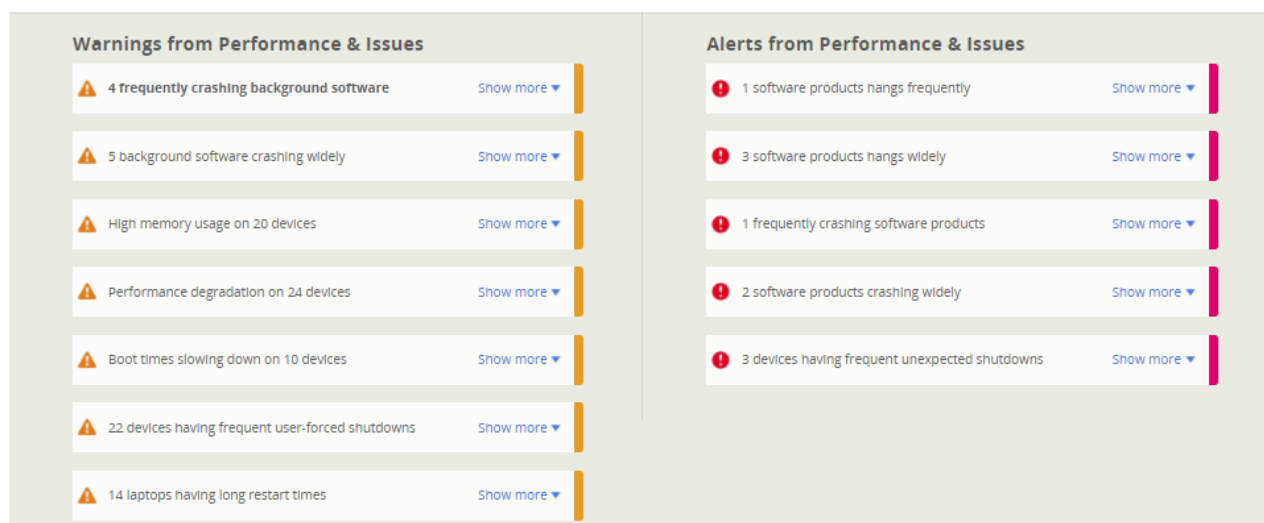 Warnings from Performance & Issues
4 frequently crashing background software Show more
5 background software crashing widely Show more
High memory usage on 20 devices Show more
Performance degradation on 24 devices Show more
Boot times slowing down on 10 devices Show more
22 devices having frequent user-forced shutdowns Show more
14 laptops having long restart times Show more
Alerts from Performance & Issues
1 software products hangs frequently Show more
3 software products hangs widely Show more
1 frequently crashing software products Show more
2 software products crashing widely Show more
3 devices having frequent unexpected shutdowns Show more